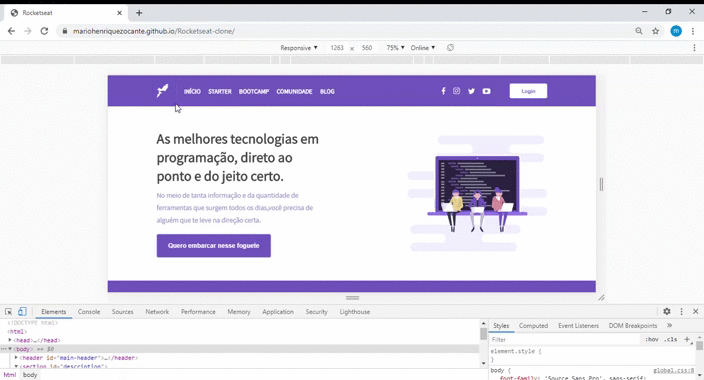 Rocketseat
mariohenriquezocante.github.io/Rocketseat-clone/
m
Responsive ▼ 1263 × 560 75% ▼ Online ▼
INÍCIO STARTER BOOTCAMP COMUNIDADE BLOG Login
As melhores tecnologias em
programação, direto ao
ponto e do jeito certo.
No meio de tanta informação e da quantidade de
ferramentas que surgem todos os dias,você precisa de
alguém que te leve na direção certa.
Quero embarcar nesse foguete
Elements Console Sources Network Performance Memory Application Security Lighthouse
<!DOCTYPE html>
<html>
▶<head>…</head>
▼<body> == $0
▶<header id="main-header">…</header>
▼<section id="description">
html body
Styles Computed Event Listeners DOM Breakpoints »
Filter :hov .cls +
element.style {
}
body { global.css:8
font-family: 'Source Sans Pro', sans-serif;